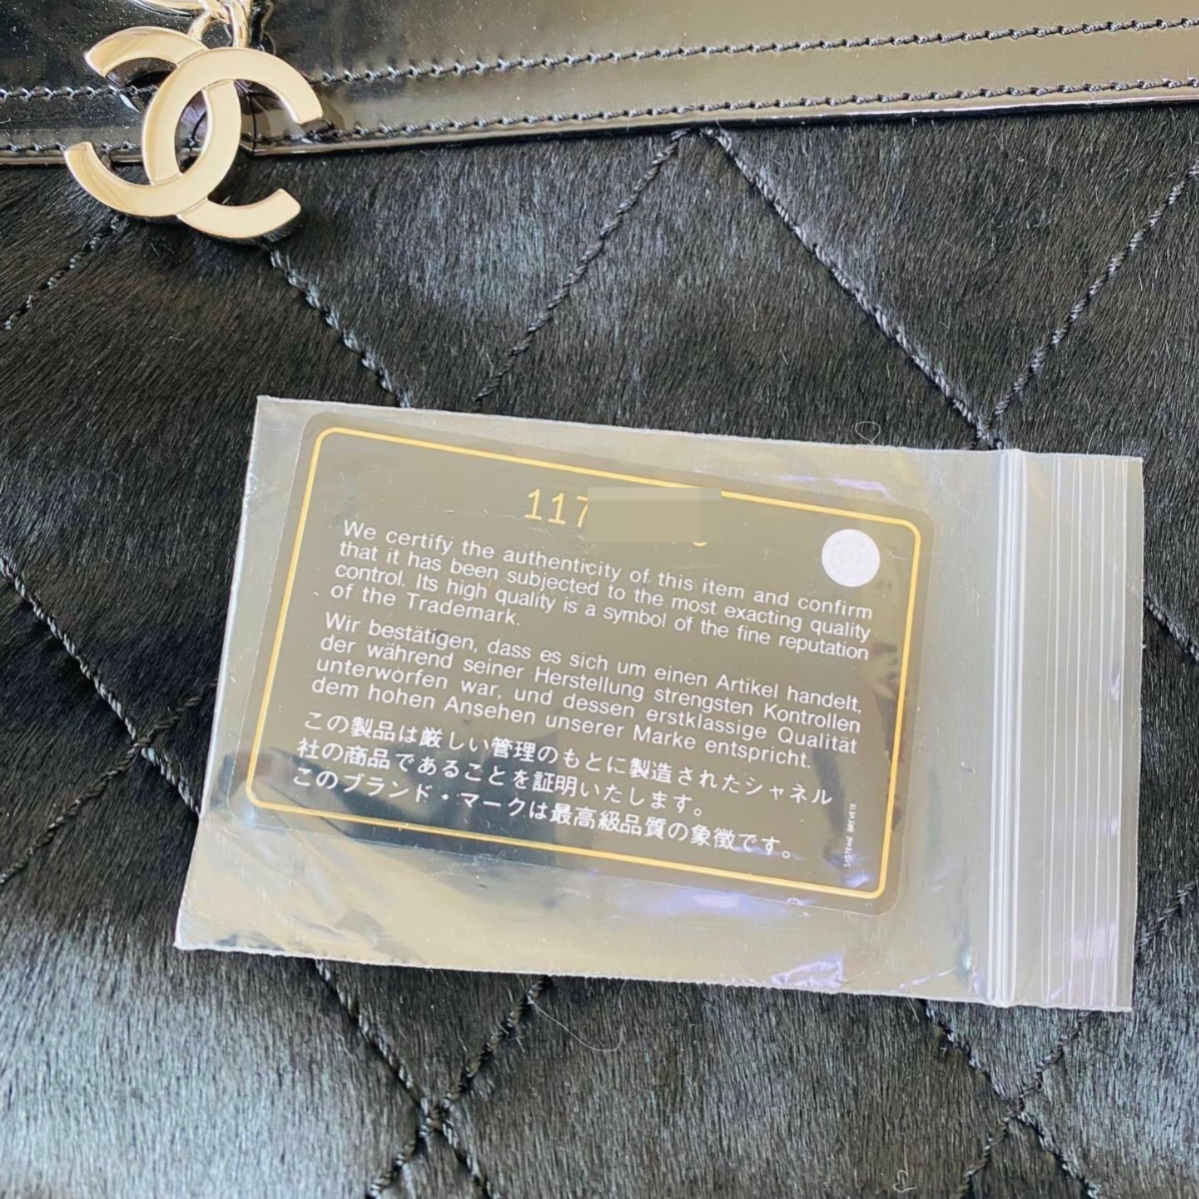 117
We certify the authenticity of this item and confirm
that it has been subjected to the most exacting quality
control. Its high quality is a symbol of the fine reputation
of the Trademark.
Wir bestätigen, dass es sich um einen Artikel handelt,
der während seiner Herstellung strengsten Kontrollen
unterworfen war, und dessen erstklassige Qualität
dem hohen Ansehen unserer Marke entspricht.
この製品は厳しい管理のもとに製造されたシャネル
社の商品であることを証明いたします。
このブランド・マークは最高級品質の象徴です。
SYSTEME BREVETE